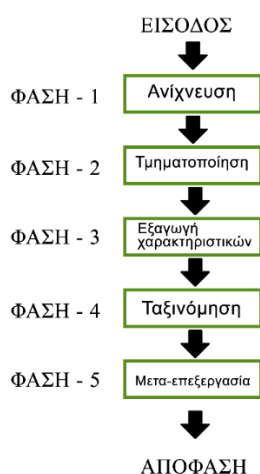 ΕΙΣΟΔΟΣ
ΦΑΣΗ - 1 Ανίχνευση
ΦΑΣΗ - 2 Τμηματοποίηση
ΦΑΣΗ - 3 Εξαγωγή
χαρακτηριστικών
ΦΑΣΗ - 4 Ταξινόμηση
ΦΑΣΗ - 5 Μετα-επεξεργασία
ΑΠΟΦΑΣΗ